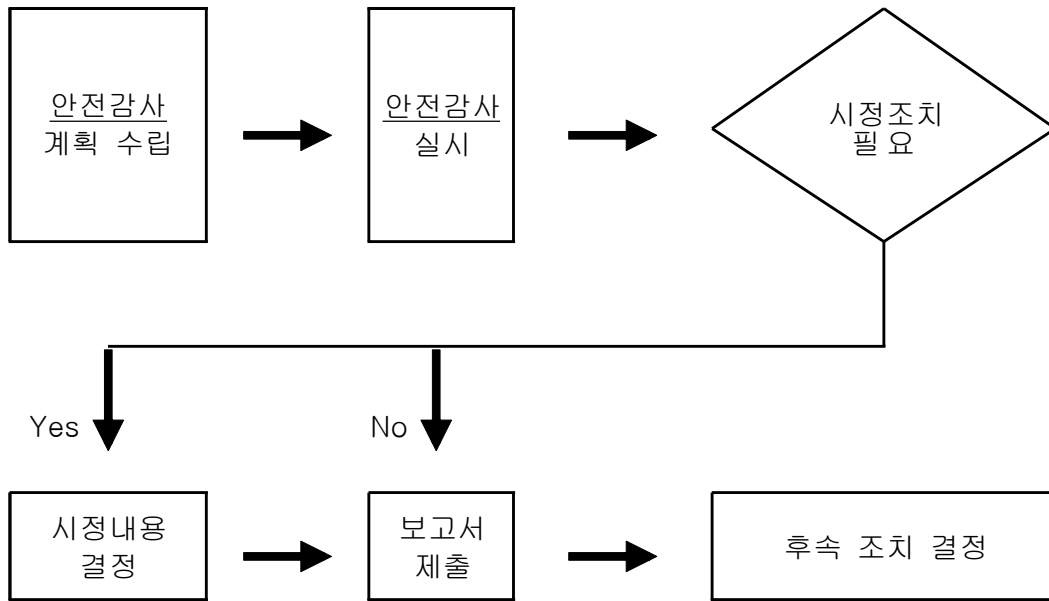 안전감사
계획 수립
안전감사
실시
시정조치
필요
Yes
No
시정내용
결정
보고서
제출
후속 조치 결정